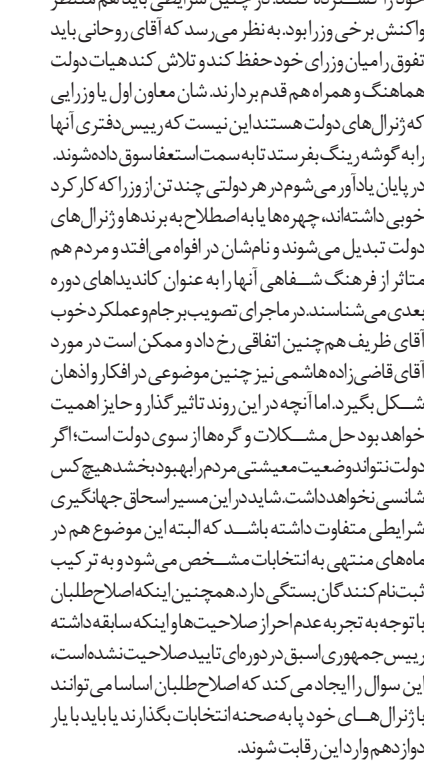 خود را گسترده کنند. در چنین شرایطی باید هم منتظر
واکنش برخی وزرا بود. به نظر می‌رسد که آقای روحانی باید
تفوق را میان وزرای خود حفظ کند و تلاش کند هیات دولت
هماهنگ و همراه هم قدم بردارند. شان معاون اول یا وزرایی
که ژنرال‌های دولت هستند این نیست که رییس دفتری آنها
را به گوشه رینگ بفرستد تا به سمت استعفا سوق داده شوند.
در پایان یادآور می‌شوم در هر دولتی چند تن از وزرا که کارکرد
خوبی داشته‌اند، چهره‌ها یا به اصطلاح به برندها و ژنرال‌های
دولت تبدیل می‌شوند و نام‌شان در افواه می‌افتد و مردم هم
متاثر از فرهنگ شفاهی آنها را به عنوان کاندیداهای دوره
بعدی می‌شناسند. در ماجرای تصویب برجام و عملکرد خوب
آقای ظریف هم چنین اتفاقی رخ داد و ممکن است در مورد
آقای قاضی‌زاده هاشمی نیز چنین موضوعی در افکار و اذهان
شکل بگیرد. اما آنچه در این روند تاثیرگذار و حایز اهمیت
خواهد بود حل مشکلات و گره‌ها از سوی دولت است؛ اگر
دولت نتواند وضعیت معیشتی مردم را بهبود بخشد هیچ کس
شانسی نخواهد داشت. شاید در این مسیر اسحاق جهانگیری
شرایطی متفاوت داشته باشد که البته این موضوع هم در
ماه‌های منتهی به انتخابات مشخص می‌شود و به ترکیب
ثبت‌نام کنندگان بستگی دارد. همچنین اینکه اصلاح‌طلبان
با توجه به تجربه عدم احراز صلاحیت‌ها و اینکه سابقه داشته
رییس جمهوری اسبق در دوره‌ای تایید صلاحیت نشده است،
این سوال را ایجاد می‌کند که اصلاح‌طلبان اساسا می‌توانند
با ژنرال‌های خود پا به صحنه انتخابات بگذارند یا باید با یار
دوازدهم وارد این رقابت شوند.